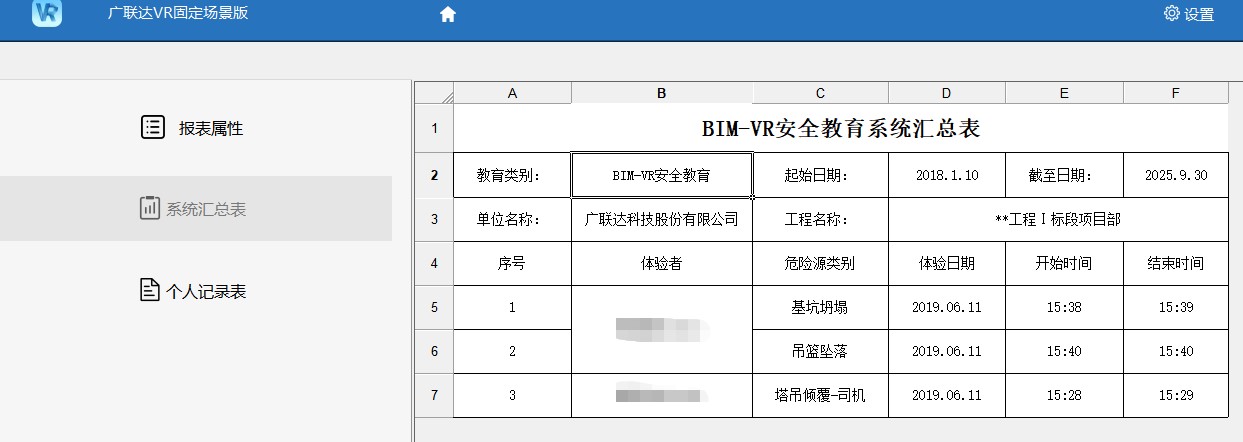 VR 广联达VR固定场景版 设置
报表属性
系统汇总表
个人记录表
A B C D E F
1 BIM-VR安全教育系统汇总表
2 教育类别： BIM-VR安全教育 起始日期： 2018.1.10 截至日期： 2025.9.30
3 单位名称： 广联达科技股份有限公司 工程名称： **工程Ⅰ标段项目部
4 序号 体验者 危险源类别 体验日期 开始时间 结束时间
5 1 基坑坍塌 2019.06.11 15:38 15:39
6 2 吊篮坠落 2019.06.11 15:40 15:40
7 3 塔吊倾覆-司机 2019.06.11 15:28 15:29